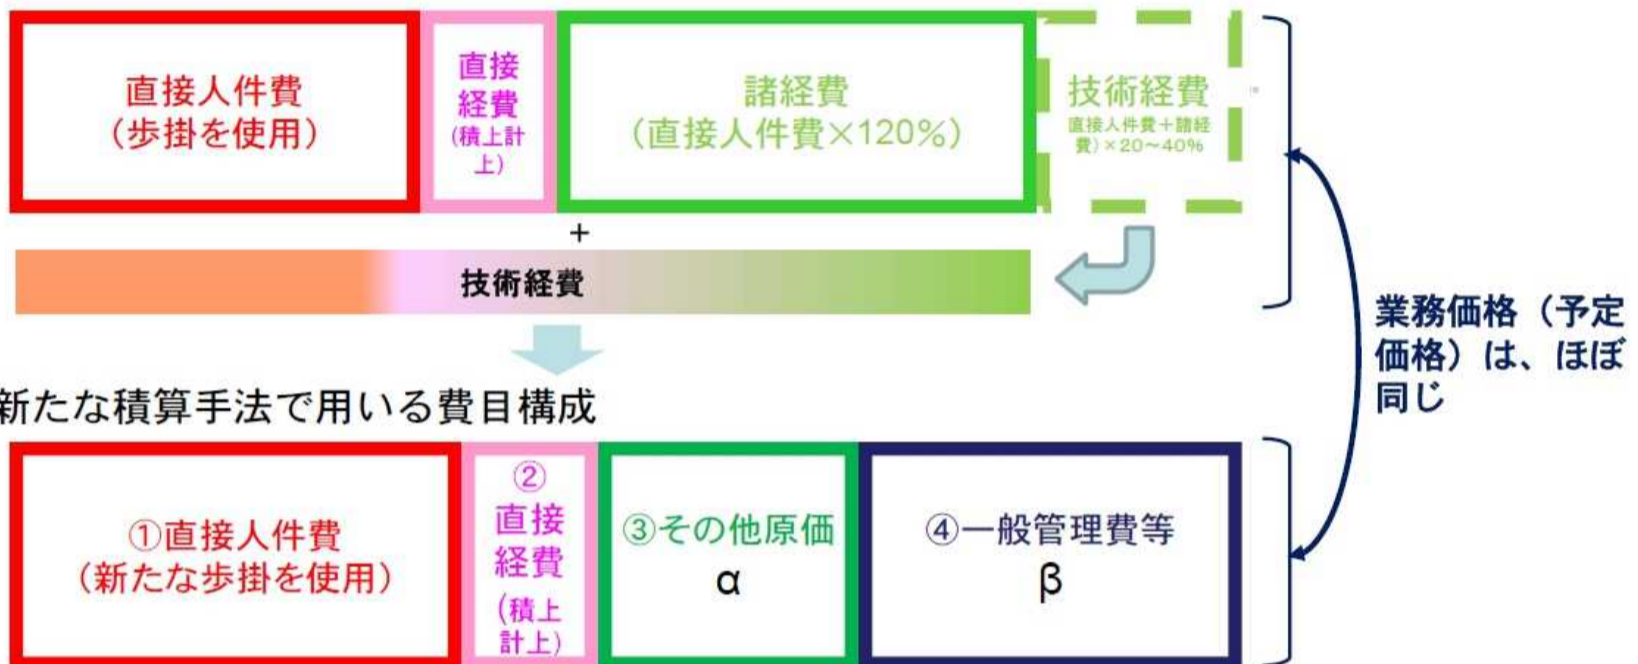 直接人件費
（歩掛を使用）
直接
経費
(積上計
上)
諸経費
（直接人件費×120%）
技術経費
直接人件費＋諸経
費）×20〜40%
+
技術経費
業務価格（予定
価格）は、ほぼ
同じ
新たな積算手法で用いる費目構成
①直接人件費
（新たな歩掛を使用）
②
直接
経費
(積上
計上)
③その他原価
α
④一般管理費等
β